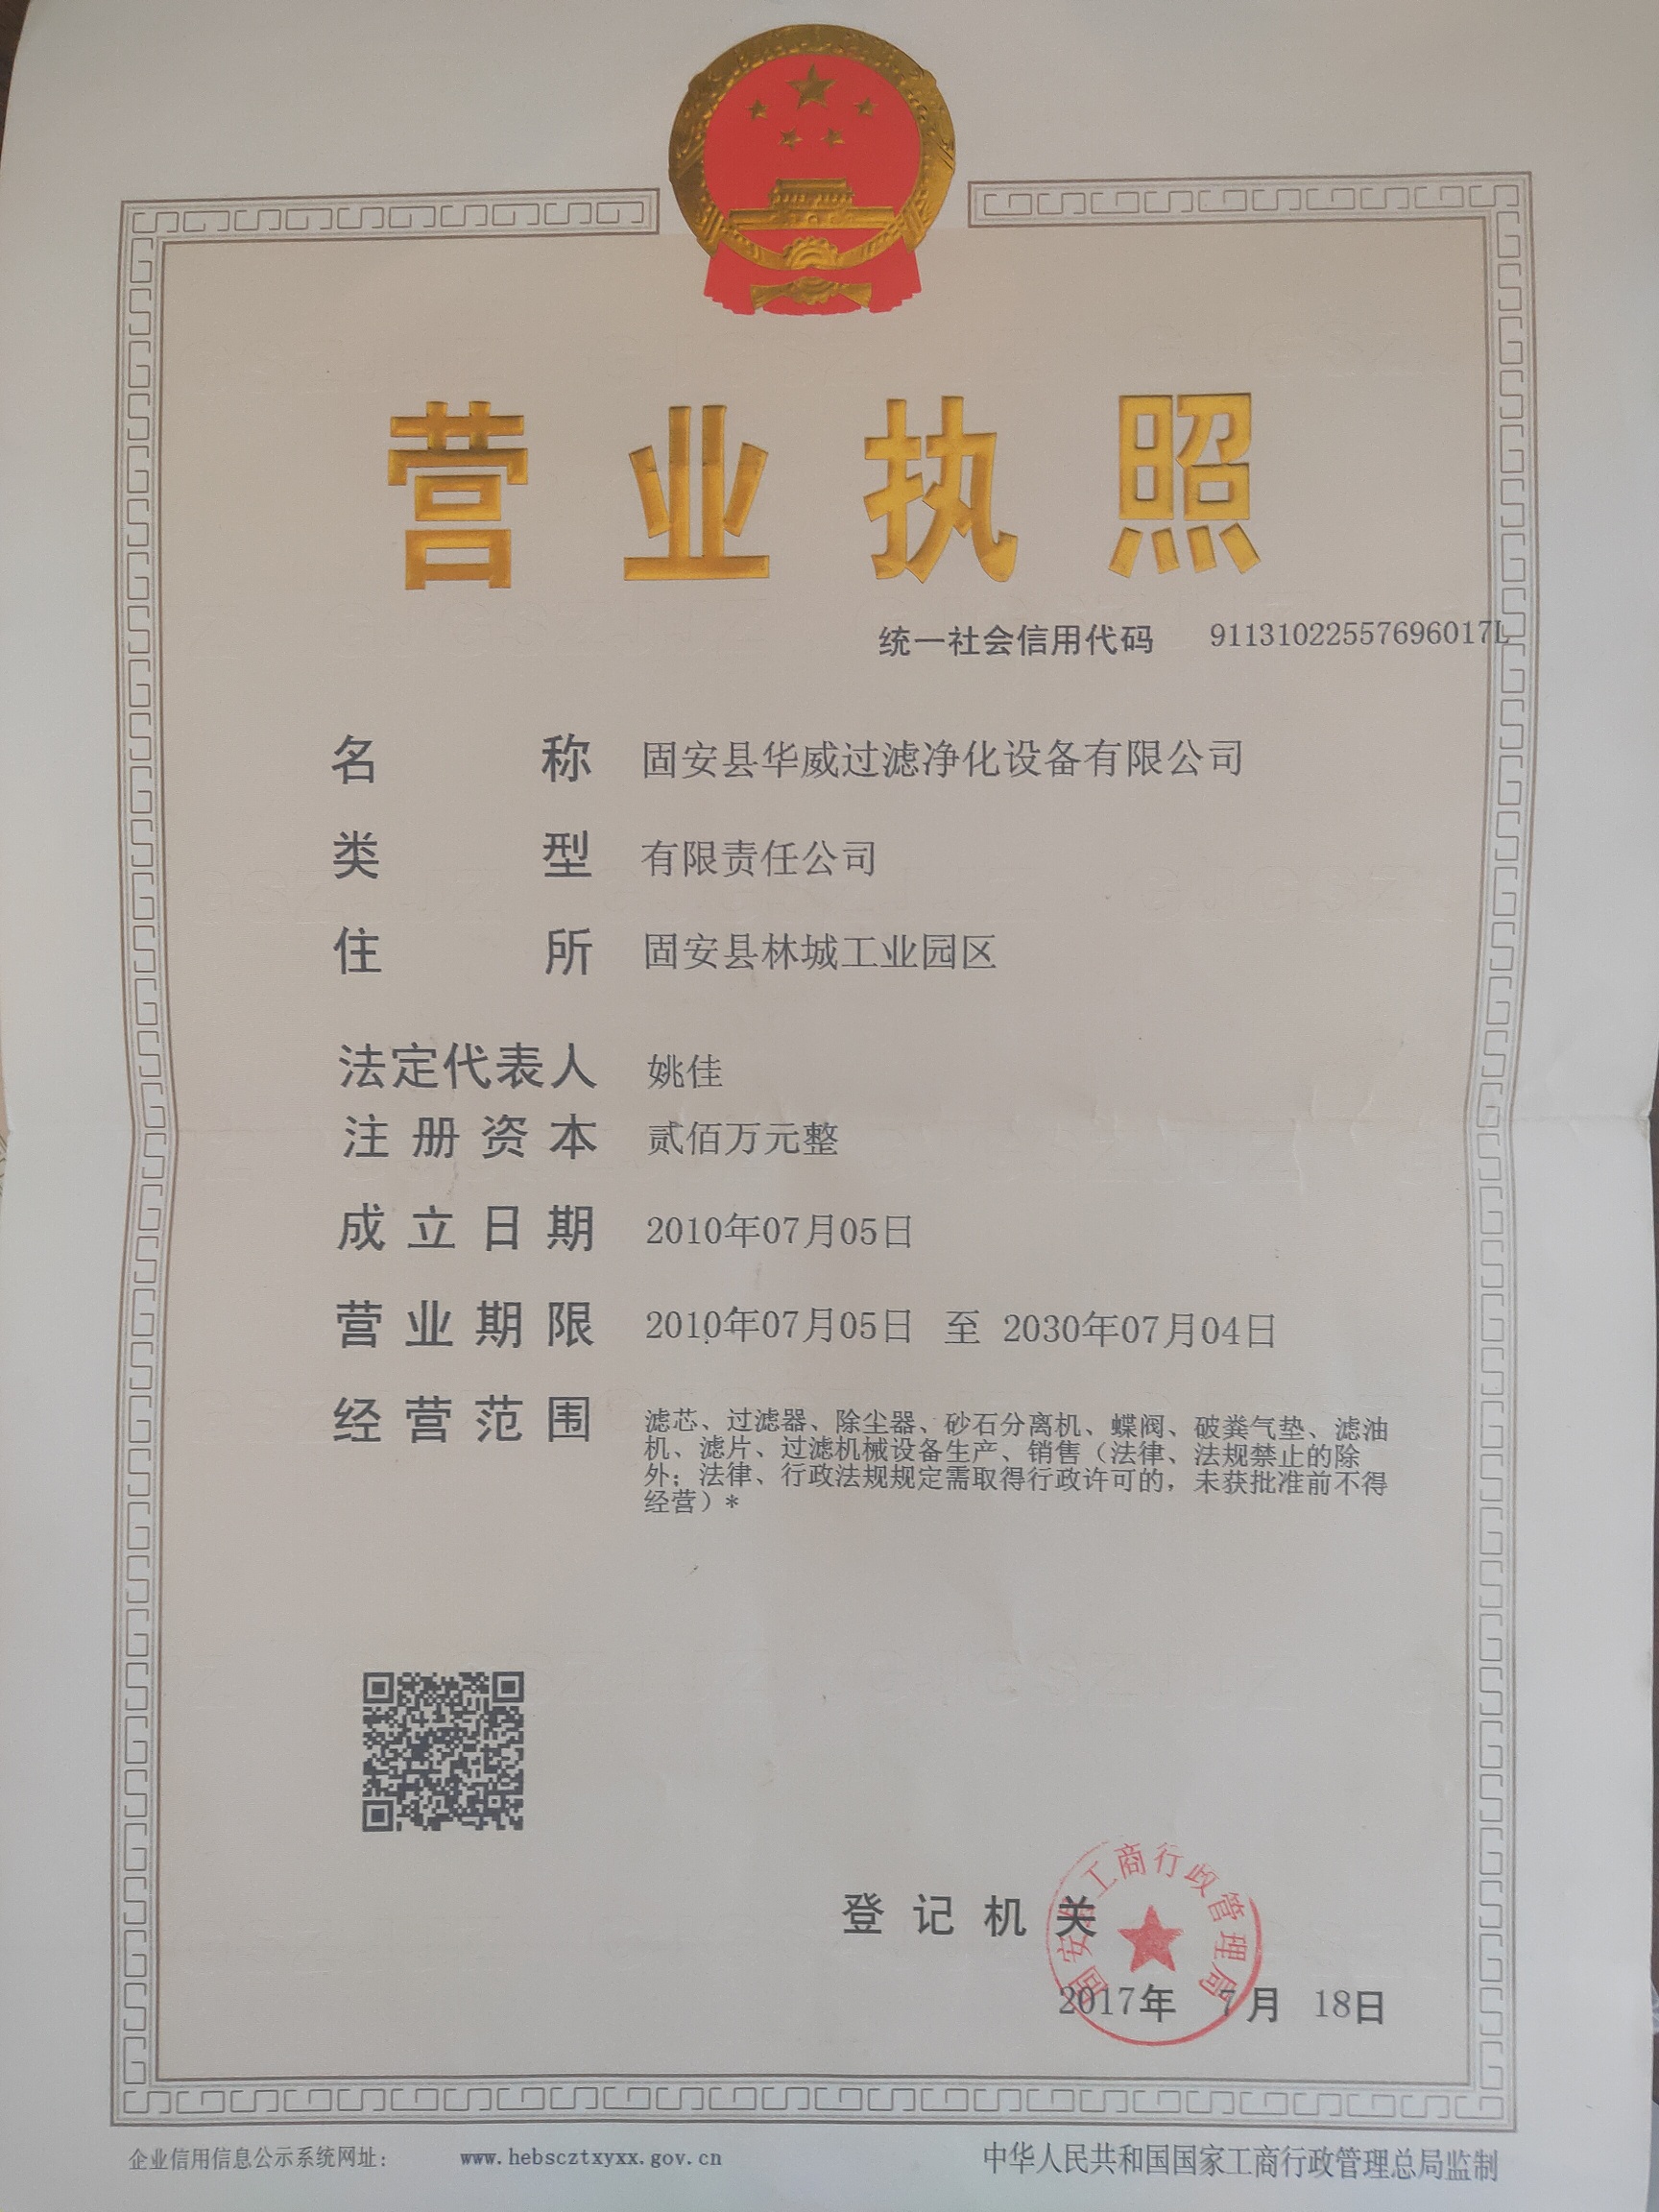 营业执照
统一社会信用代码 91131022557696017L
名称 固安县华威过滤净化设备有限公司
类型 有限责任公司
住所 固安县林城工业园区
法定代表人 姚佳
注册资本 贰佰万元整
成立日期 2010年07月05日
营业期限 2010年07月05日 至 2030年07月04日
经营范围 滤芯、过滤器、除尘器、砂石分离机、蝶阀、破粪气垫、滤油
机、滤片、过滤机械设备生产、销售（法律、法规禁止的除
外；法律、行政法规规定需取得行政许可的，未获批准前不得
经营）*
登记机关
固安县工商行政管理局
2017年 7月 18日
企业信用信息公示系统网址： www.hebscztxyxx.gov.cn
中华人民共和国国家工商行政管理总局监制